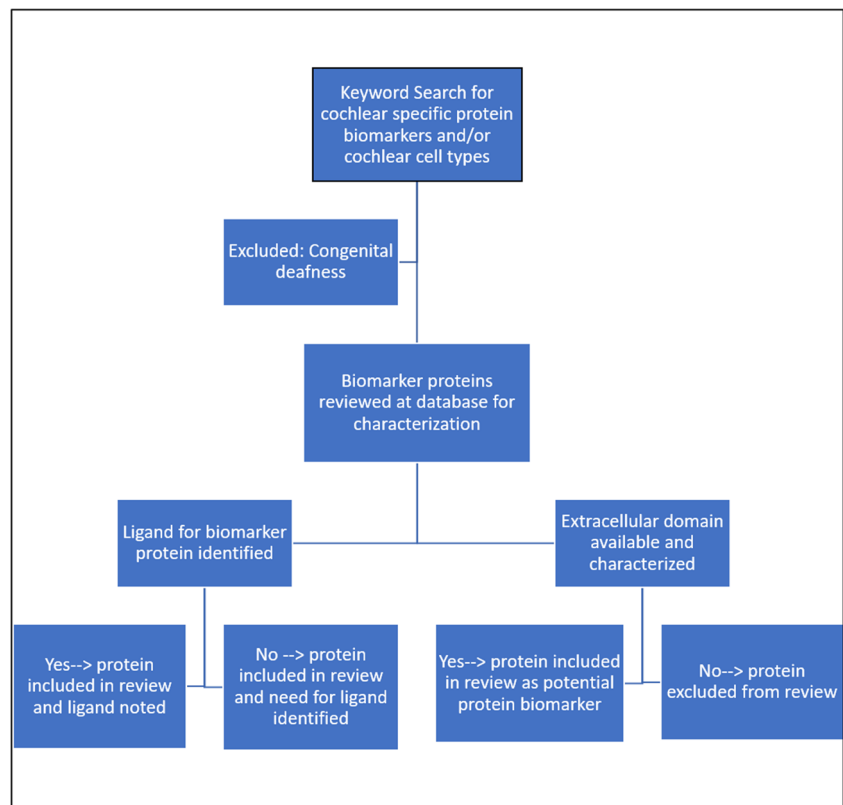 Keyword Search for
cochlear specific protein
biomarkers and/or
cochlear cell types
Excluded: Congenital
deafness
Biomarker proteins
reviewed at database for
characterization
Ligand for biomarker
protein identified
Extracellular domain
available and
characterized
Yes--> protein
included in review
and ligand noted
No --> protein
included in review
and need for ligand
identified
Yes--> protein included
in review as potential
protein biomarker
No--> protein
excluded from review